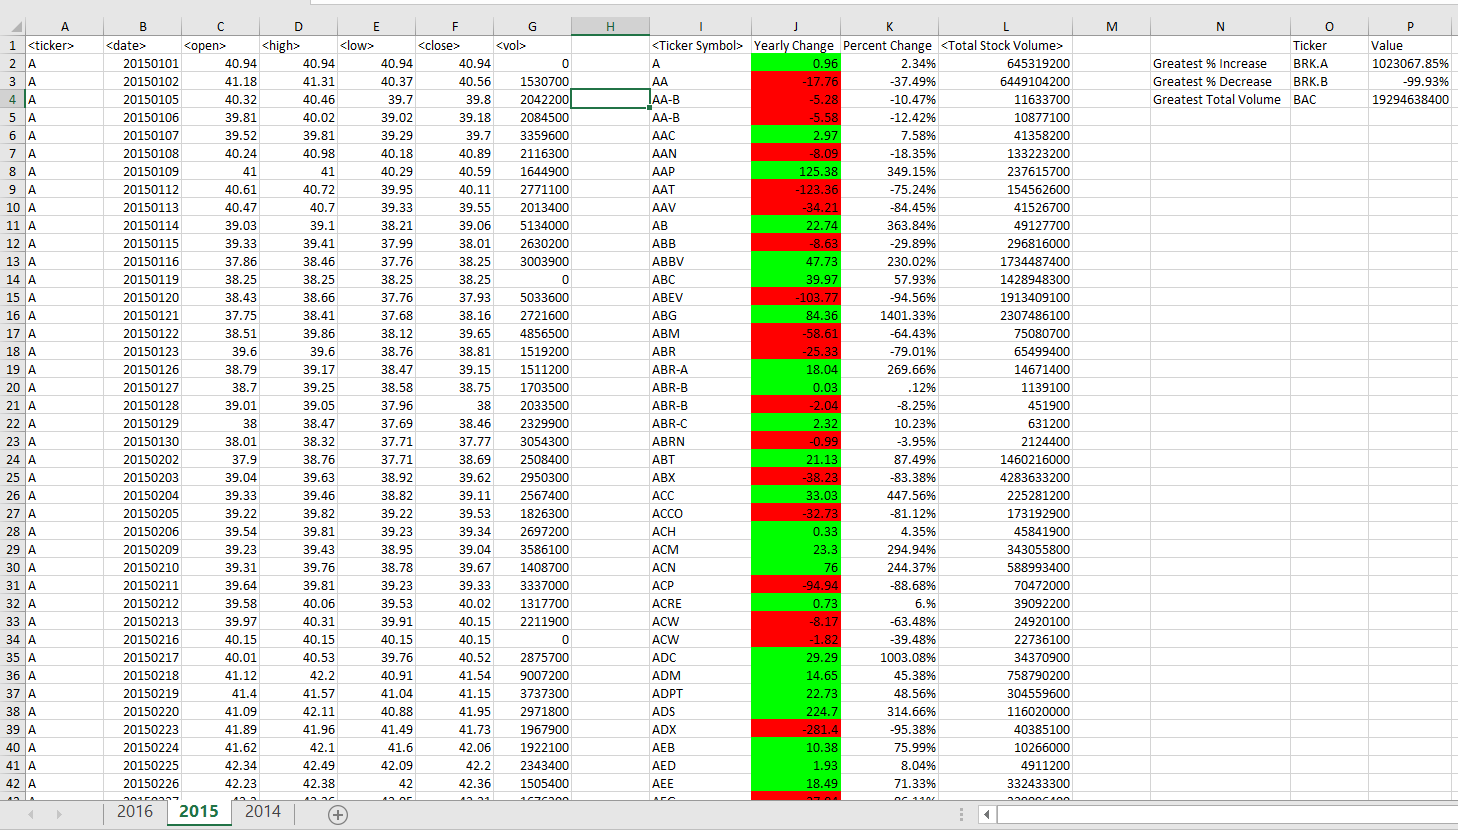 A B C D E F G H I J K L M N O P
1 <ticker> <date> <open> <high> <low> <close> <vol> <Ticker Symbol> Yearly Change Percent Change <Total Stock Volume> Ticker Value
2 A 20150101 40.94 40.94 40.94 40.94 0 A 0.96 2.34% 645319200 Greatest % Increase BRK.A 1023067.85%
3 A 20150102 41.18 41.31 40.37 40.56 1530700 AA -17.76 -37.49% 6449104200 Greatest % Decrease BRK.B -99.93%
4 A 20150105 40.32 40.46 39.7 39.8 2042200 AA-B -5.28 -10.47% 11633700 Greatest Total Volume BAC 19294638400
5 A 20150106 39.81 40.02 39.02 39.18 2084500 AA-B -5.58 -12.42% 10877100
6 A 20150107 39.52 39.81 39.29 39.7 3359600 AAC 2.97 7.58% 41358200
7 A 20150108 40.24 40.98 40.18 40.89 2116300 AAN -8.09 -18.35% 133223200
8 A 20150109 41 41 40.29 40.59 1644900 AAP 125.38 349.15% 237615700
9 A 20150112 40.61 40.72 39.95 40.11 2771100 AAT -123.36 -75.24% 154562600
10 A 20150113 40.47 40.7 39.33 39.55 2013400 AAV -34.21 -84.45% 41526700
11 A 20150114 39.03 39.1 38.21 39.06 5134000 AB 22.74 363.84% 49127700
12 A 20150115 39.33 39.41 37.99 38.01 2630200 ABB -8.63 -29.89% 296816000
13 A 20150116 37.86 38.46 37.76 38.25 3003900 ABBV 47.73 230.02% 1734487400
14 A 20150119 38.25 38.25 38.25 38.25 0 ABC 39.97 57.93% 1428948300
15 A 20150120 38.43 38.66 37.76 37.93 5033600 ABEV -103.77 -94.56% 1913409100
16 A 20150121 37.75 38.41 37.68 38.16 2721600 ABG 84.36 1401.33% 2307486100
17 A 20150122 38.51 39.86 38.12 39.65 4856500 ABM -58.61 -64.43% 75080700
18 A 20150123 39.6 39.6 38.76 38.81 1519200 ABR -25.33 -79.01% 65499400
19 A 20150126 38.79 39.17 38.47 39.15 1511200 ABR-A 18.04 269.66% 14671400
20 A 20150127 38.7 39.25 38.58 38.75 1703500 ABR-B 0.03 .12% 1139100
21 A 20150128 39.01 39.05 37.96 38 2033500 ABR-B -2.04 -8.25% 451900
22 A 20150129 38 38.47 37.69 38.46 2329900 ABR-C 2.32 10.23% 631200
23 A 20150130 38.01 38.32 37.71 37.77 3054300 ABRN -0.99 -3.95% 2124400
24 A 20150202 37.9 38.76 37.71 38.69 2508400 ABT 21.13 87.49% 1460216000
25 A 20150203 39.04 39.63 38.92 39.62 2950300 ABX -38.23 -83.38% 4283633200
26 A 20150204 39.33 39.46 38.82 39.11 2567400 ACC 33.03 447.56% 225281200
27 A 20150205 39.22 39.82 39.22 39.53 1826300 ACCO -32.73 -81.12% 173192900
28 A 20150206 39.54 39.81 39.23 39.34 2697200 ACH 0.33 4.35% 45841900
29 A 20150209 39.23 39.43 38.95 39.04 3586100 ACM 23.3 294.94% 343055800
30 A 20150210 39.31 39.76 38.78 39.67 1408700 ACN 76 244.37% 588993400
31 A 20150211 39.64 39.81 39.23 39.33 3337000 ACP -94.94 -88.68% 70472000
32 A 20150212 39.58 40.06 39.53 40.02 1317700 ACRE 0.73 6.% 39092200
33 A 20150213 39.97 40.31 39.91 40.15 2211900 ACW -8.17 -63.48% 24920100
34 A 20150216 40.15 40.15 40.15 40.15 0 ACW -1.82 -39.48% 22736100
35 A 20150217 40.01 40.53 39.76 40.52 2875700 ADC 29.29 1003.08% 34370900
36 A 20150218 41.12 42.2 40.91 41.54 9007200 ADM 14.65 45.38% 758790200
37 A 20150219 41.4 41.57 41.04 41.15 3737300 ADPT 22.73 48.56% 304559600
38 A 20150220 41.09 42.11 40.88 41.95 2971800 ADS 224.7 314.66% 116020000
39 A 20150223 41.89 41.96 41.49 41.73 1967900 ADX -281.4 -95.38% 40385100
40 A 20150224 41.62 42.1 41.6 42.06 1922100 AEB 10.38 75.99% 10266000
41 A 20150225 42.34 42.49 42.09 42.2 2343400 AED 1.93 8.04% 4911200
42 A 20150226 42.23 42.38 42 42.36 1505400 AEE 18.49 71.33% 332433300
2016 2015 2014